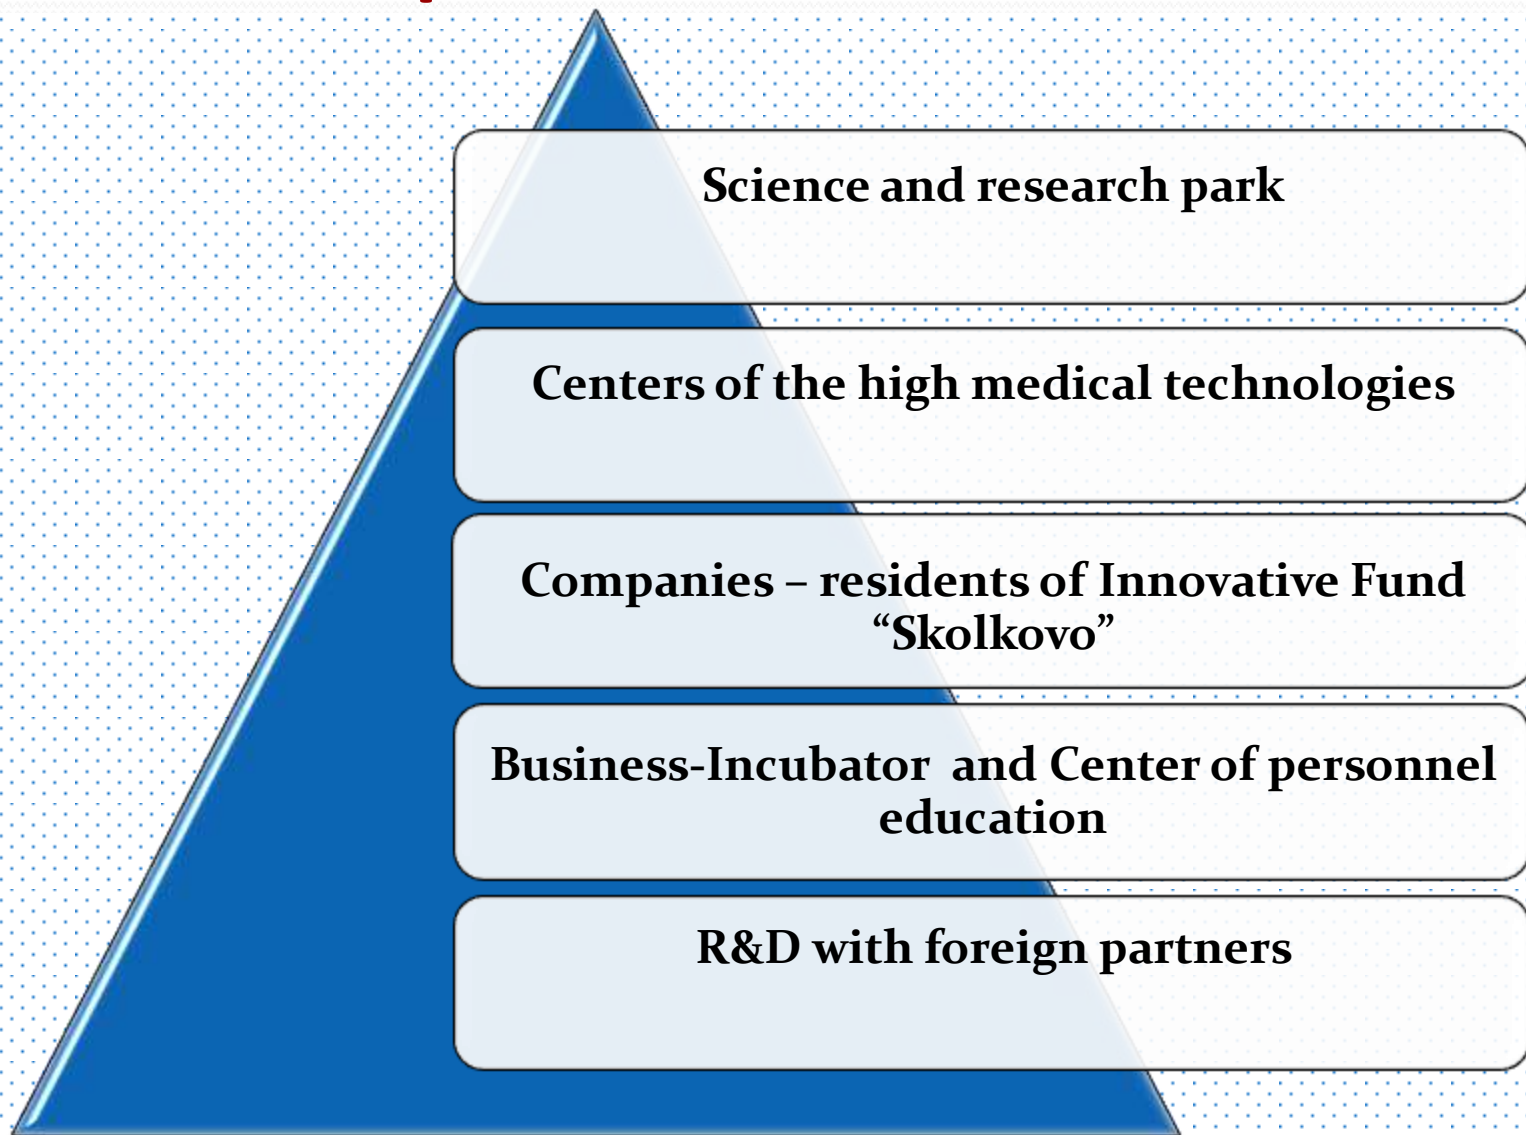 Science and research park
Centers of the high medical technologies
Companies – residents of Innovative Fund
“Skolkovo”
Business-Incubator and Center of personnel
education
R&D with foreign partners